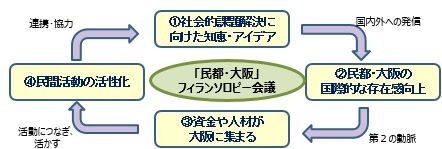 連携・協力
①社会的課題解決に
向けた知恵・アイデア
国内外への発信
④民間活動の活性化
「民都・大阪」
フィランソロピー会議
②民都・大阪の
国際的な存在感向上
活動につなぎ、
活かす
③資金や人材が
大阪に集まる
第２の動脈